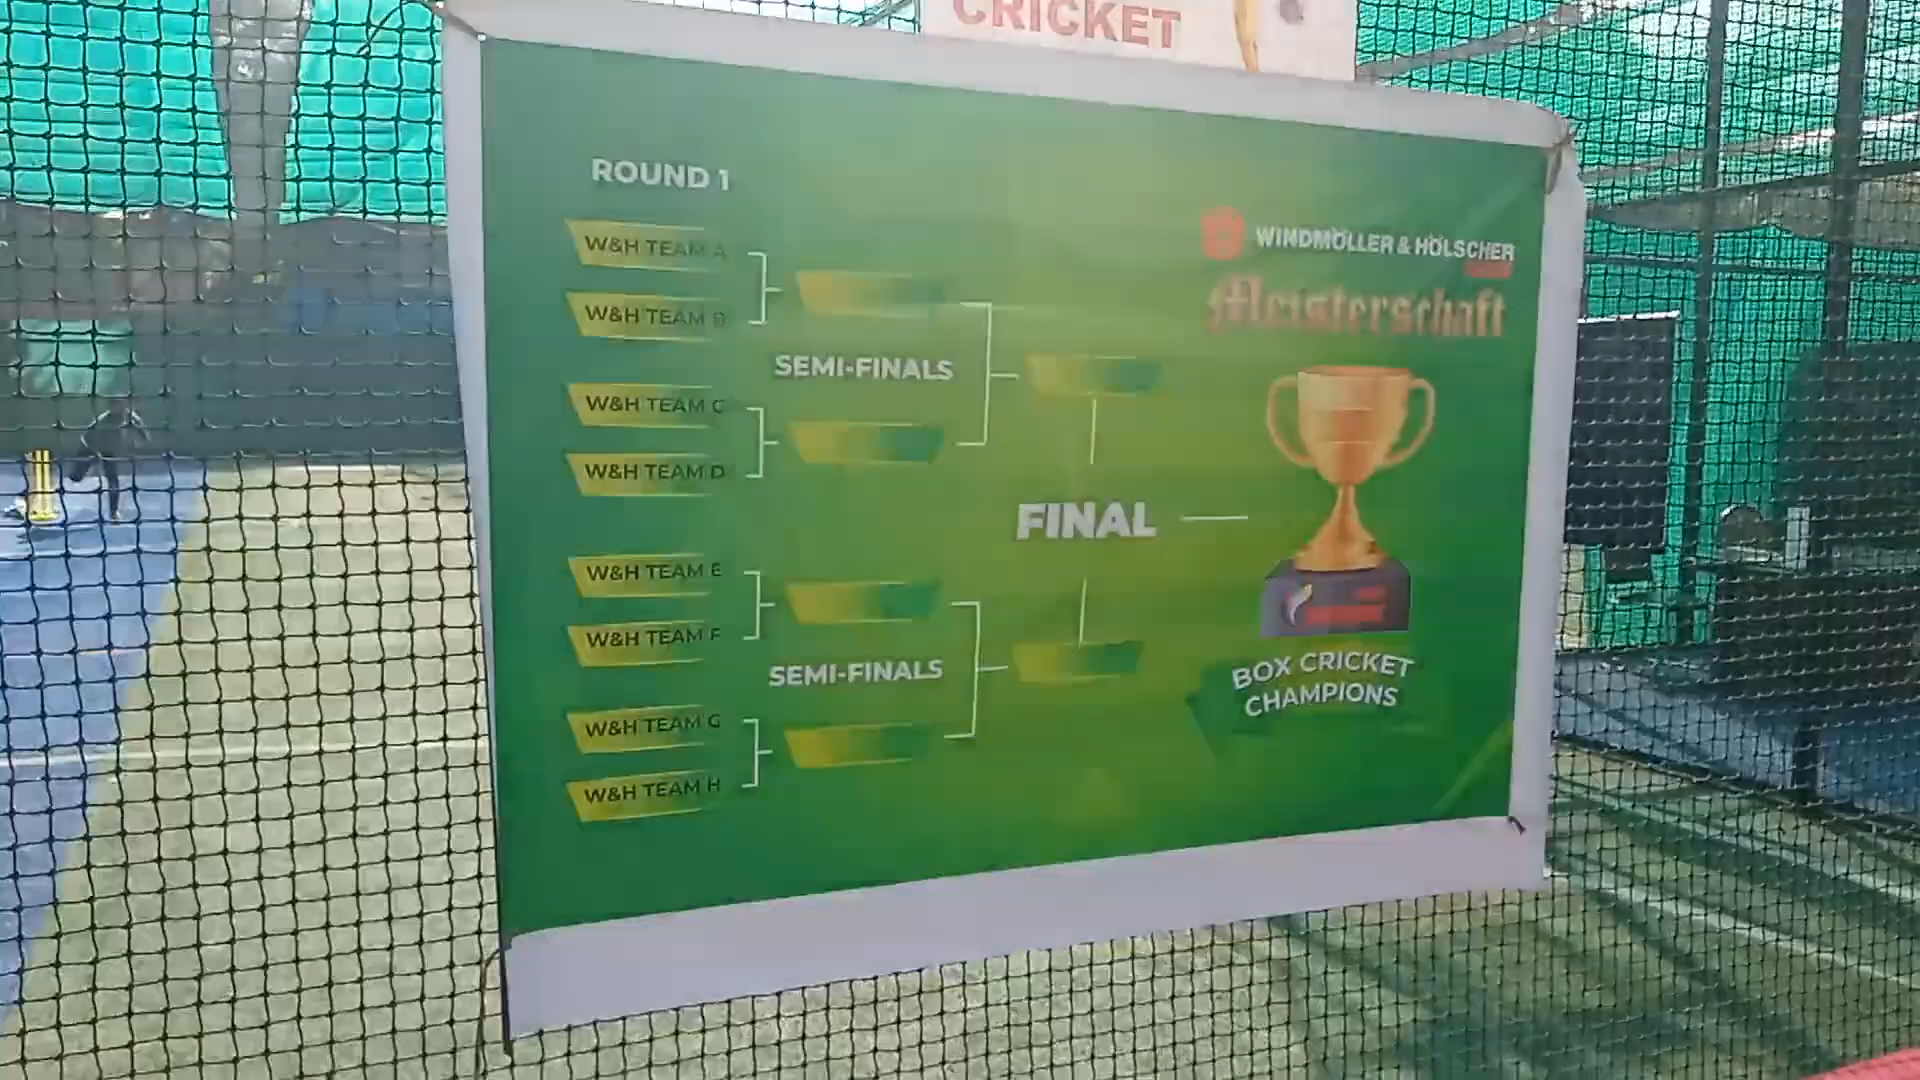 CRICKET
ROUND 1
W&H TEAM A
W&H TEAM B
SEMI-FINALS
W&H TEAM C
W&H TEAM D
FINAL
W&H TEAM E
W&H TEAM F
SEMI-FINALS
W&H TEAM G
W&H TEAM H
WINDMÖLLER & HÖLSCHER
Meisterschaft
BOX CRICKET
CHAMPIONS